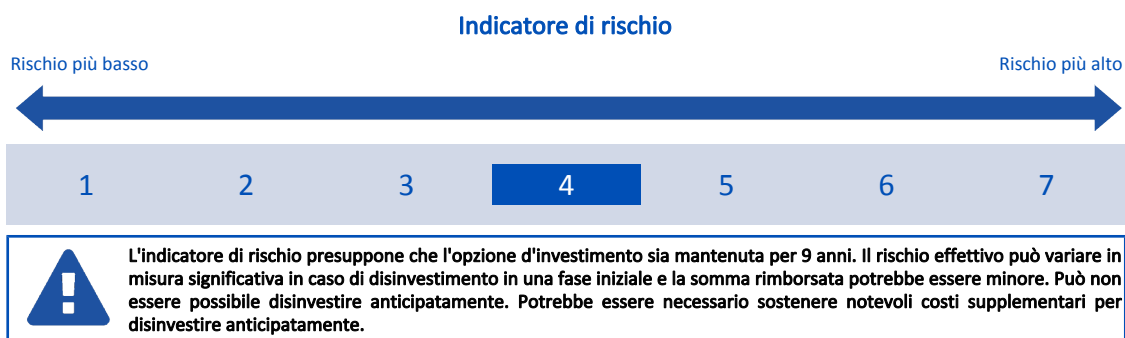 Indicatore di rischio
Rischio più basso
Rischio più alto
1 2 3 4 5 6 7
L'indicatore di rischio presuppone che l'opzione d'investimento sia mantenuta per 9 anni. Il rischio effettivo può variare in
misura significativa in caso di disinvestimento in una fase iniziale e la somma rimborsata potrebbe essere minore. Può non
essere possibile disinvestire anticipatamente. Potrebbe essere necessario sostenere notevoli costi supplementari per
disinvestire anticipatamente.